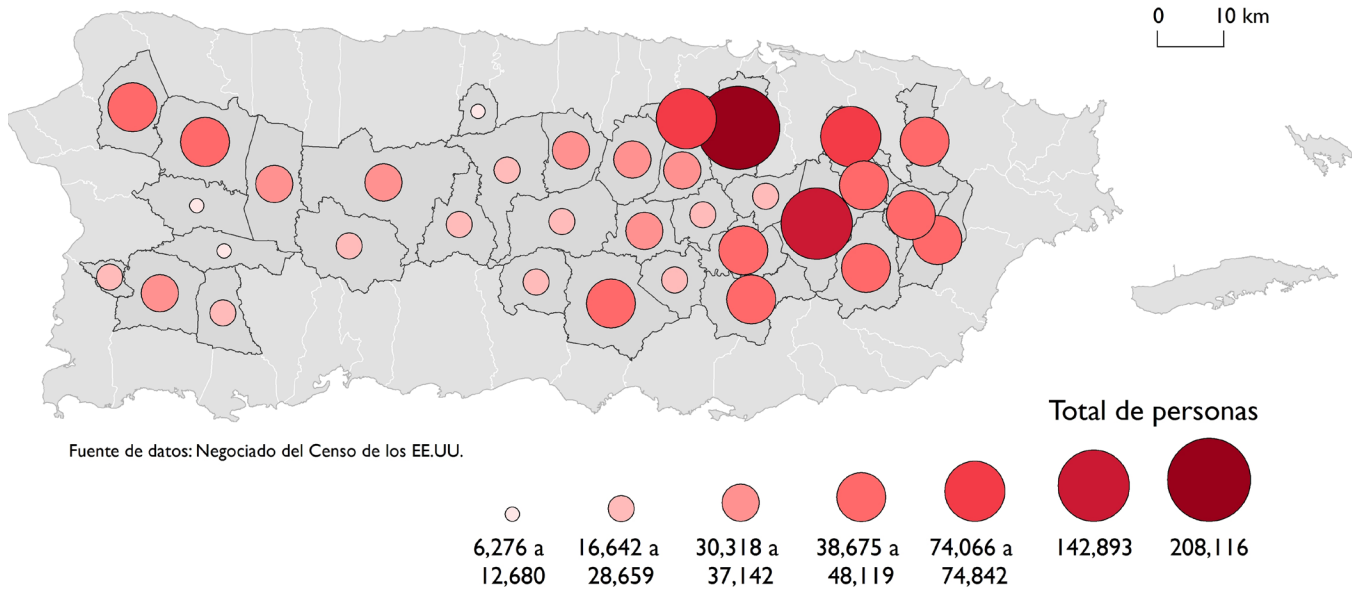 0 10 km
Total de personas
Fuente de datos: Negociado del Censo de los EE.UU.
6,276 a 16,642 a 30,318 a 38,675 a 74,066 a 142,893 208,116
12,680 28,659 37,142 48,119 74,842